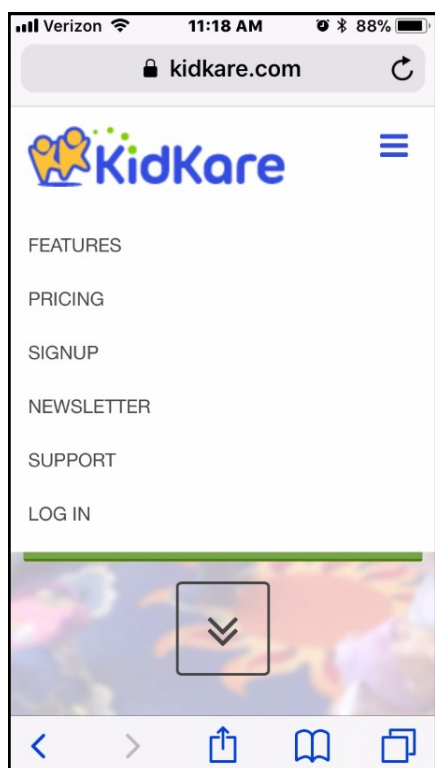 Verizon 11:18 AM 88%
kidkare.com
KidKare
FEATURES
PRICING
SIGNUP
NEWSLETTER
SUPPORT
LOG IN